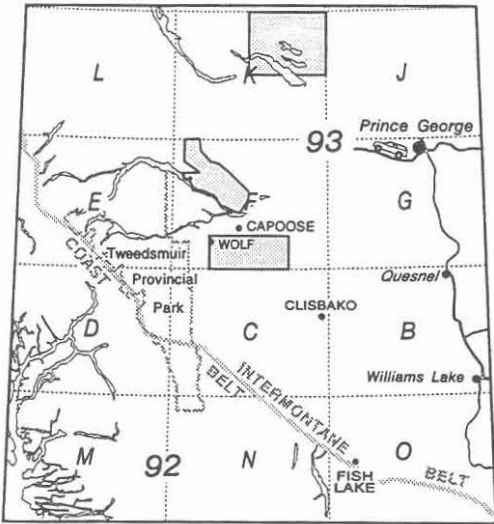 L
K
J
93
Prince George
E
F
G
CAPOOSE
WOLF
COAST
Tweedsmuir
Provincial
Park
Quesnel
CLISBAKO
D
C
B
BELT
INTERMONTANE
Williams Lake
M
92
N
O
FISH
LAKE
BELT